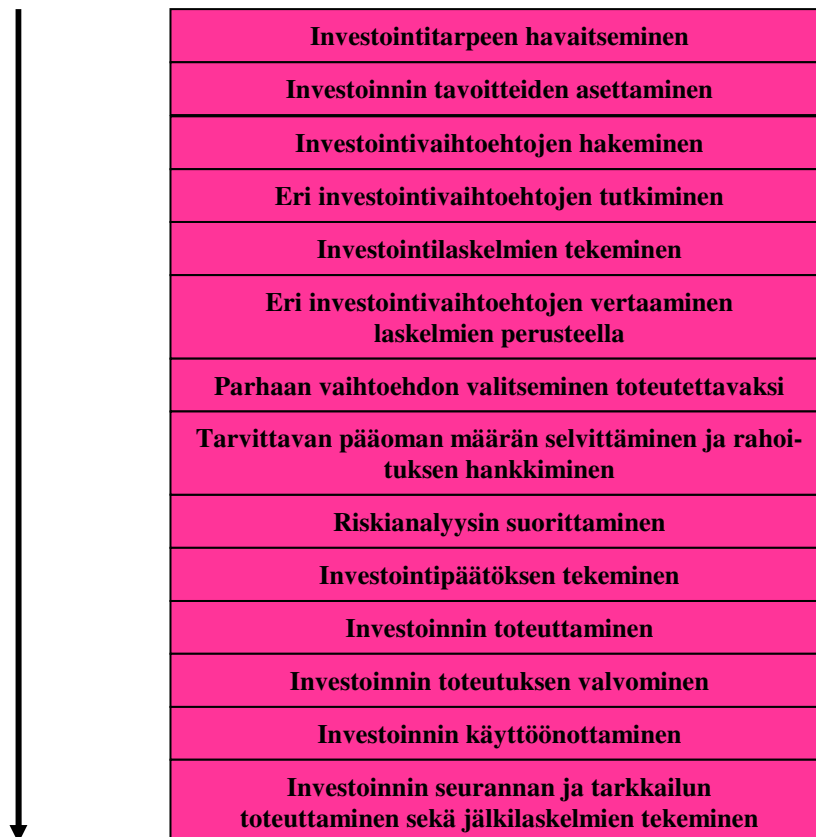 Investointitarpeen havaitseminen
Investoinnin tavoitteiden asettaminen
Investointivaihtoehtojen hakeminen
Eri investointivaihtoehtojen tutkiminen
Investointilaskelmien tekeminen
Eri investointivaihtoehtojen vertaaminen
laskelmien perusteella
Parhaan vaihtoehdon valitseminen toteutettavaksi
Tarvittavan pääoman määrän selvittäminen ja rahoi-
tuksen hankkiminen
Riskianalyysin suorittaminen
Investointipäätöksen tekeminen
Investoinnin toteuttaminen
Investoinnin toteutuksen valvominen
Investoinnin käyttöönottaminen
Investoinnin seurannan ja tarkkailun
toteuttaminen sekä jälkilaskelmien tekeminen